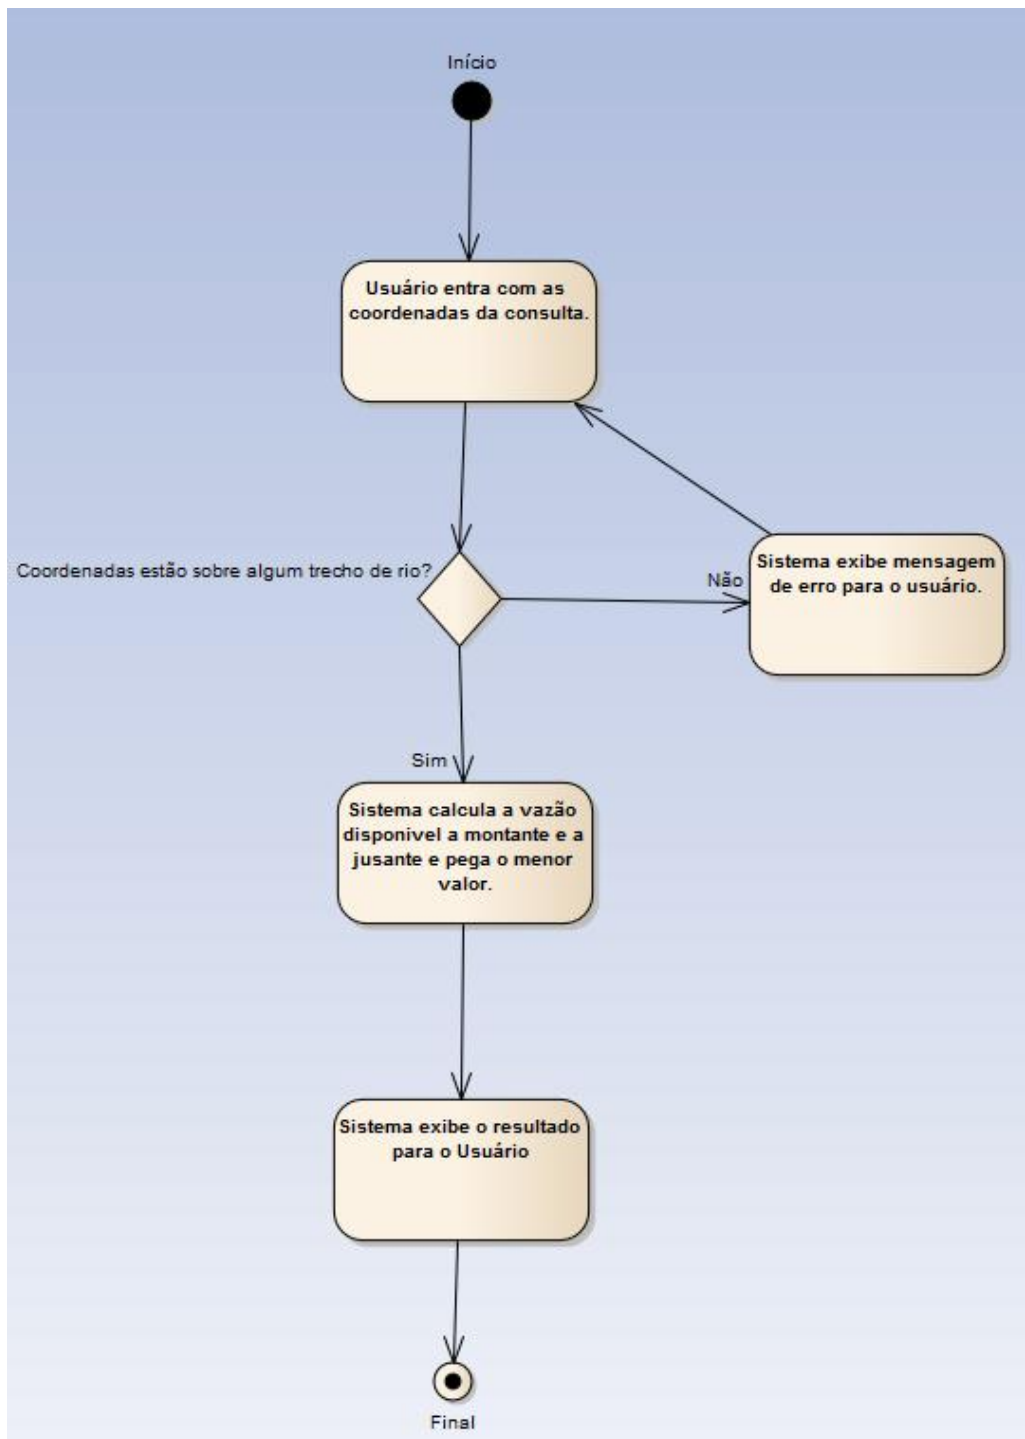 Início
Usuário entra com as
coordenadas da consulta.
Coordenadas estão sobre algum trecho de rio?
Não
Sistema exibe mensagem
de erro para o usuário.
Sim
Sistema calcula a vazão
disponivel a montante e a
jusante e pega o menor
valor.
Sistema exibe o resultado
para o Usuário
Final